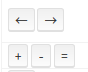 ← →
+ - =